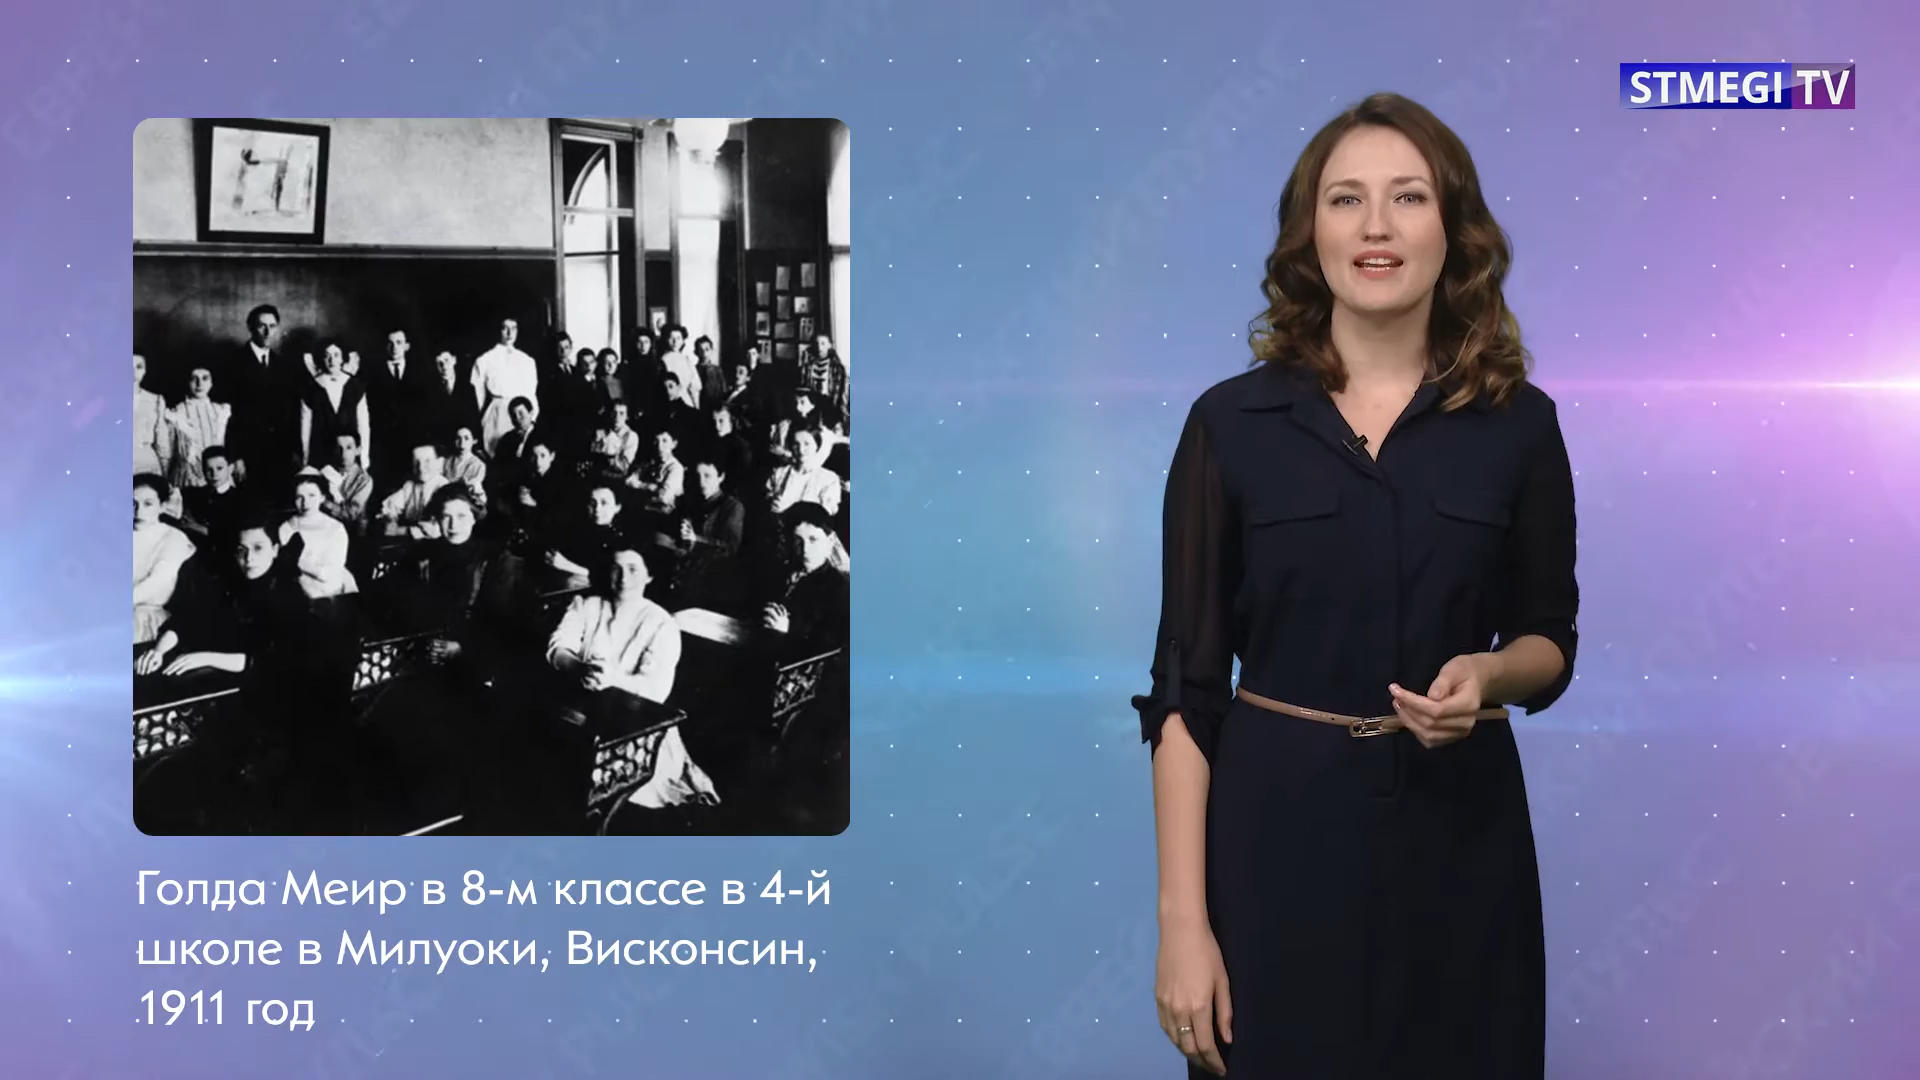 STMEGI TV
Голда Меир в 8-м классе в 4-й
школе в Милуоки, Висконсин,
1911 год